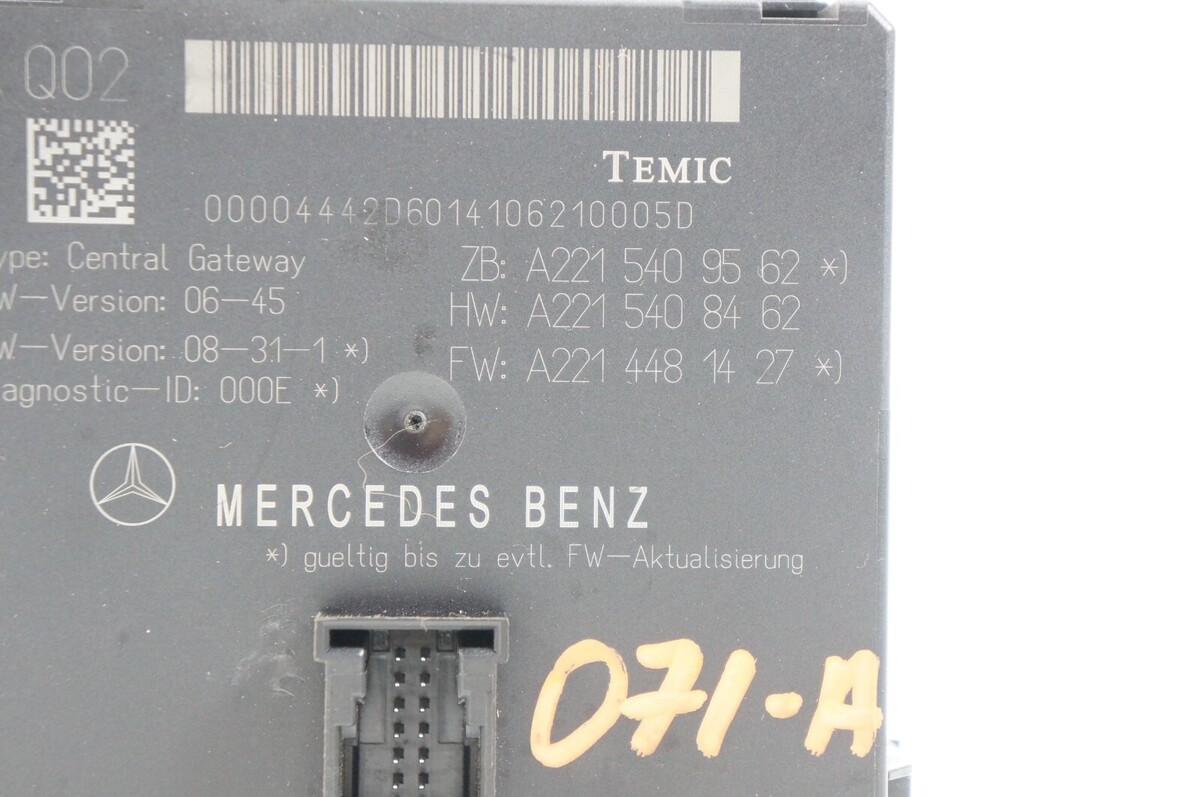 Q02
TEMIC
00004442D6014106210005D
ype: Central Gateway
ZB: A221 540 95 62 *)
W-Version: 06-45
HW: A221 540 84 62
W-Version: 08-31-1 *)
FW: A221 448 14 27 *)
agnostic-ID: 000E *)
MERCEDES BENZ
*) gueltig bis zu evtl. FW-Aktualisierung
071-A